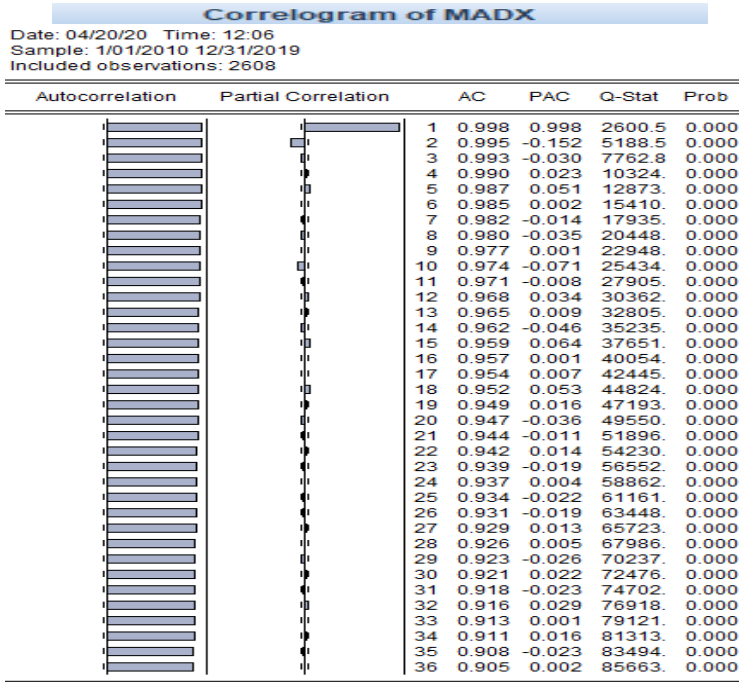 Correlogram of MADX
Date: 04/20/20 Time: 12:06
Sample: 1/01/2010 12/31/2019
Included observations: 2608
Autocorrelation Partial Correlation AC PAC Q-Stat Prob
1 0.998 0.998 2600.5 0.000
2 0.995 -0.152 5188.5 0.000
3 0.993 -0.030 7762.8 0.000
4 0.990 0.023 10324. 0.000
5 0.987 0.051 12873. 0.000
6 0.985 0.002 15410. 0.000
7 0.982 -0.014 17935. 0.000
8 0.980 -0.035 20448. 0.000
9 0.977 0.001 22948. 0.000
10 0.974 -0.071 25434. 0.000
11 0.971 -0.008 27905. 0.000
12 0.968 0.034 30362. 0.000
13 0.965 0.009 32805. 0.000
14 0.962 -0.046 35235. 0.000
15 0.959 0.064 37651. 0.000
16 0.957 0.001 40054. 0.000
17 0.954 0.007 42445. 0.000
18 0.952 0.053 44824. 0.000
19 0.949 0.016 47193. 0.000
20 0.947 -0.036 49550. 0.000
21 0.944 -0.011 51896. 0.000
22 0.942 0.014 54230. 0.000
23 0.939 -0.019 56552. 0.000
24 0.937 0.004 58862. 0.000
25 0.934 -0.022 61161. 0.000
26 0.931 -0.019 63448. 0.000
27 0.929 0.013 65723. 0.000
28 0.926 0.005 67986. 0.000
29 0.923 -0.026 70237. 0.000
30 0.921 0.022 72476. 0.000
31 0.918 -0.023 74702. 0.000
32 0.916 0.029 76918. 0.000
33 0.913 0.001 79121. 0.000
34 0.911 0.016 81313. 0.000
35 0.908 -0.023 83494. 0.000
36 0.905 0.002 85663. 0.000